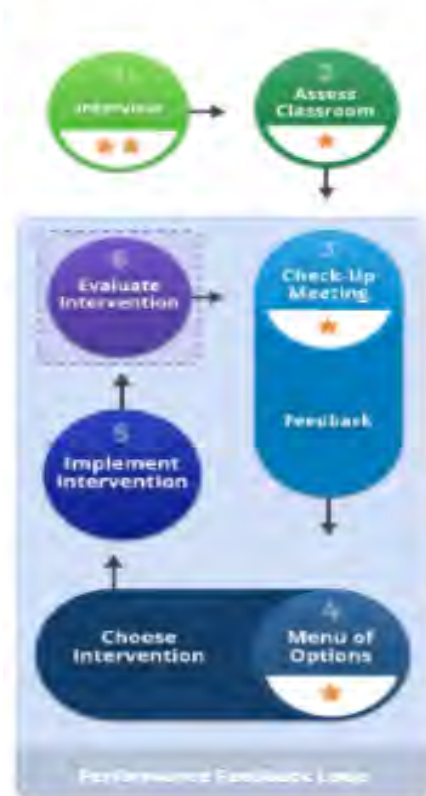 1
Interview
2
Assess
Classroom
3
Check-Up
Meeting
Feedback
4
Menu of
Options
Choose
Intervention
5
Implement
Intervention
6
Evaluate
Intervention
Performance Feedback Loop